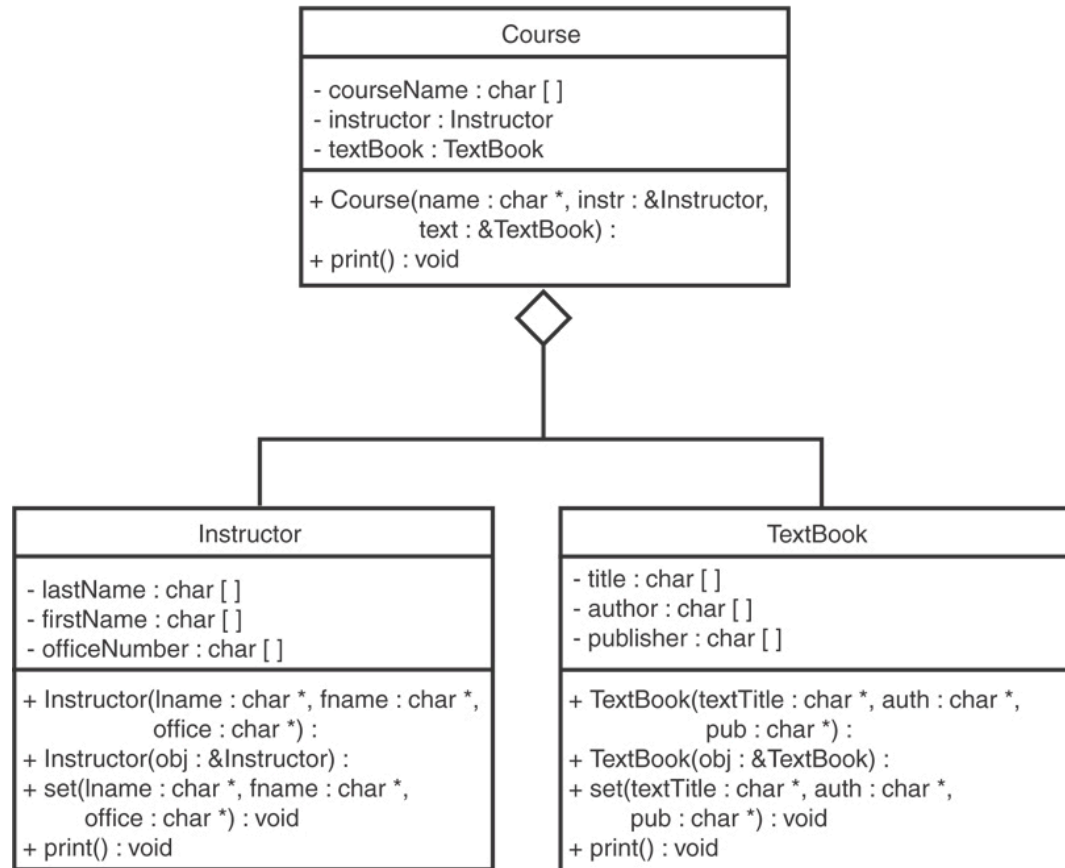 Course
- courseName : char [ ]
- instructor : Instructor
- textBook : TextBook
+ Course(name : char *, instr : &Instructor,
text : &TextBook) :
+ print() : void
Instructor
- lastName : char [ ]
- firstName : char [ ]
- officeNumber : char [ ]
+ Instructor(lname : char *, fname : char *,
office : char *) :
+ Instructor(obj : &Instructor) :
+ set(lname : char *, fname : char *,
office : char *) : void
+ print() : void
TextBook
- title : char [ ]
- author : char [ ]
- publisher : char [ ]
+ TextBook(textTitle : char *, auth : char *,
pub : char *) :
+ TextBook(obj : &TextBook) :
+ set(textTitle : char *, auth : char *,
pub : char *) : void
+ print() : void